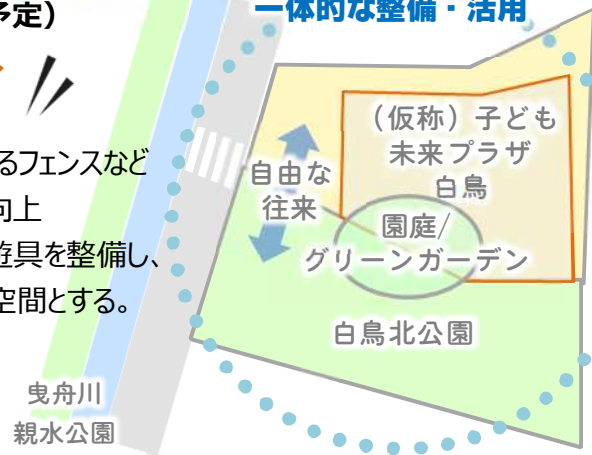 予定）
一体的な整備・活用
るフェンスなど
向上
遊具を整備し、
空間とする。
自由な
往来
（仮称）子ども
未来プラザ
白鳥
園庭/
グリーンガーデン
白鳥北公園
曳舟川
親水公園